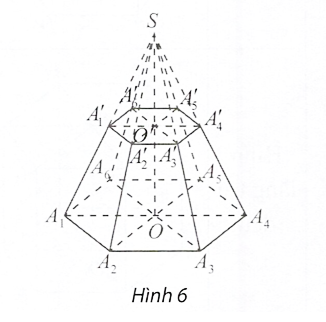 S
A'₁ A'₆ A'₅ A'₄
O'
A'₂ A'₃
A₆ A₅
A₁ O A₄
A₂ A₃
Hình 6